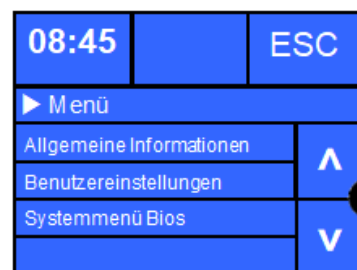 08:45 ESC
▶ Menü
Allgemeine Informationen
Benutzereinstellungen
Systemmenü Bios